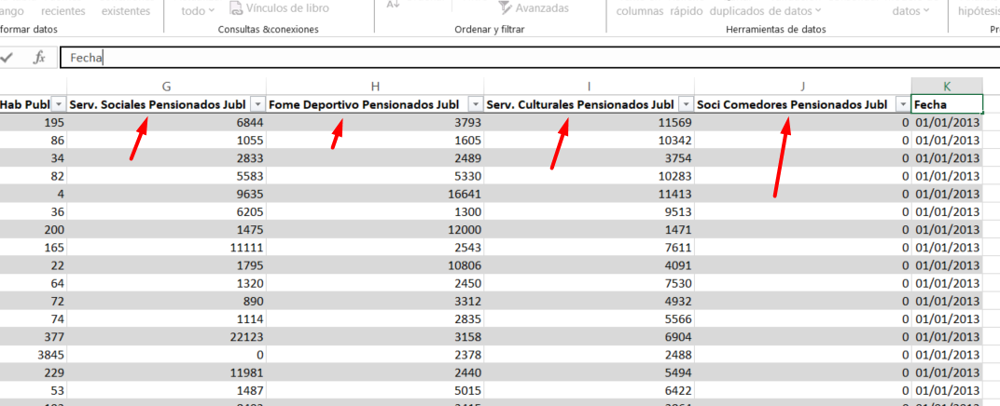 ango recientes existentes todo Vínculos de libro Avanzadas columnas rápido duplicados de datos datos hipótesis
formar datos Consultas &conexiones Ordenar y filtrar Herramientas de datos Pr
fx Fecha
G H I J K
Hab Publ Serv. Sociales Pensionados Jubl Fome Deportivo Pensionados Jubl Serv. Culturales Pensionados Jubl Soci Comedores Pensionados Jubl Fecha
195 6844 3793 11569 0 01/01/2013
86 1055 1605 10342 0 01/01/2013
34 2833 2489 3754 0 01/01/2013
82 5583 5330 10283 0 01/01/2013
4 9635 16641 11413 0 01/01/2013
36 6205 1300 9513 0 01/01/2013
200 1475 12000 1471 0 01/01/2013
165 11111 2543 7611 0 01/01/2013
22 1795 10806 4091 0 01/01/2013
64 1320 2450 7530 0 01/01/2013
72 890 3312 4932 0 01/01/2013
74 1114 2835 5566 0 01/01/2013
377 22123 3158 6904 0 01/01/2013
3845 0 2378 2488 0 01/01/2013
229 11981 2440 5494 0 01/01/2013
53 1487 5015 6422 0 01/01/2013